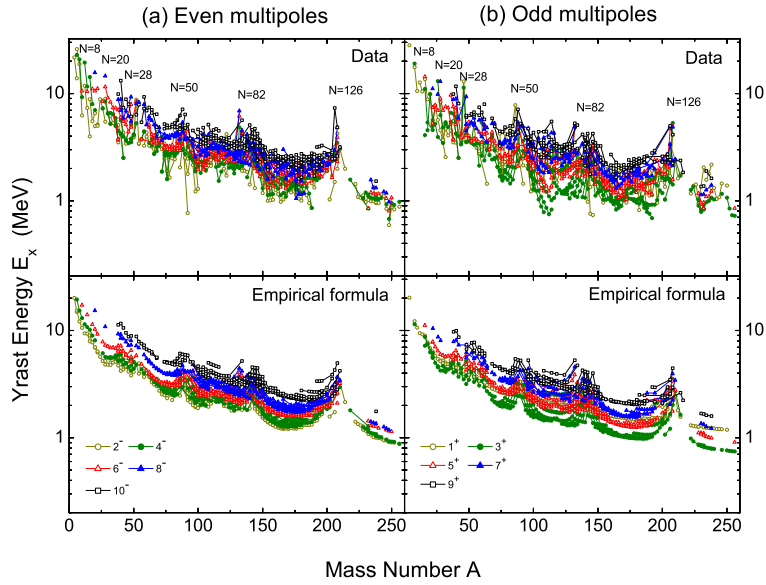 (a) Even multipoles
(b) Odd multipoles
N=8
N=20
N=28
N=50
N=82
N=126
Data
N=8
N=20
N=28
N=50
N=82
N=126
Data
10
1
10
1
Yrast Energy Eₓ (MeV)
Empirical formula
Empirical formula
10
1
10
1
2⁻ 4⁻
6⁻ 8⁻
10⁻
1⁺ 3⁺
5⁺ 7⁺
9⁺
0 50 100 150 200 250
0 50 100 150 200 250
Mass Number A